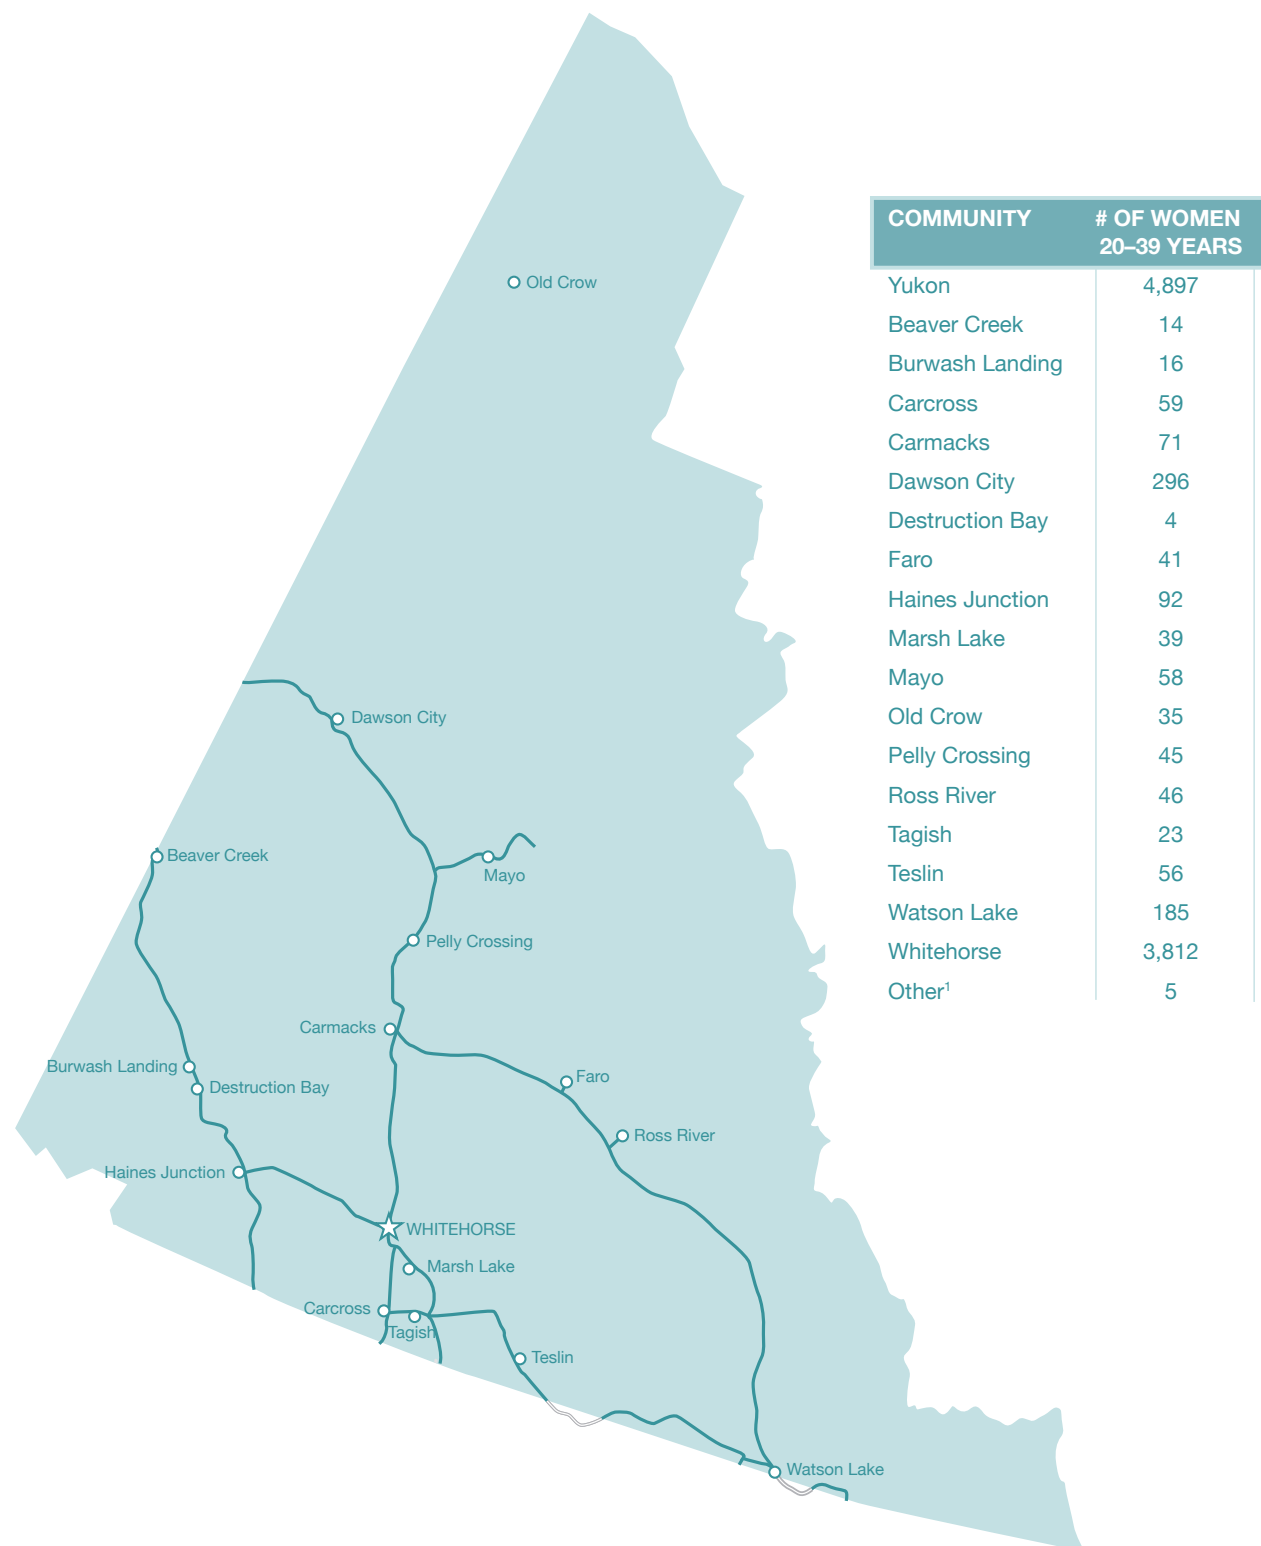 Old Crow
Dawson City
Beaver Creek
Mayo
Pelly Crossing
Carmacks
Burwash Landing
Destruction Bay
Faro
Ross River
Haines Junction
WHITEHORSE
Marsh Lake
Carcross
Tagish
Teslin
Watson Lake
COMMUNITY # OF WOMEN
20–39 YEARS
Yukon 4,897
Beaver Creek 14
Burwash Landing 16
Carcross 59
Carmacks 71
Dawson City 296
Destruction Bay 4
Faro 41
Haines Junction 92
Marsh Lake 39
Mayo 58
Old Crow 35
Pelly Crossing 45
Ross River 46
Tagish 23
Teslin 56
Watson Lake 185
Whitehorse 3,812
Other¹ 5